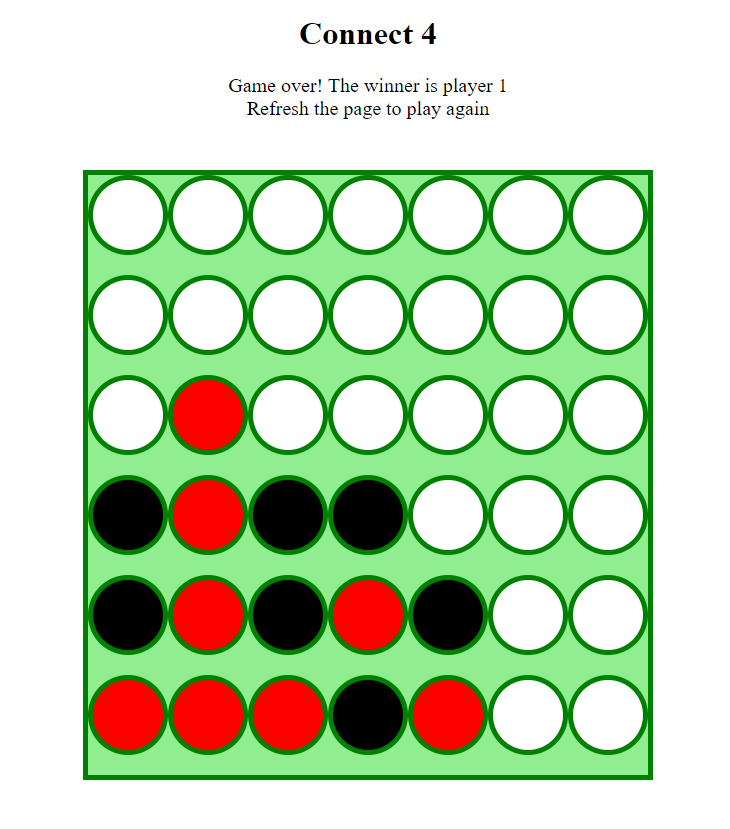 Connect 4
Game over! The winner is player 1
Refresh the page to play again